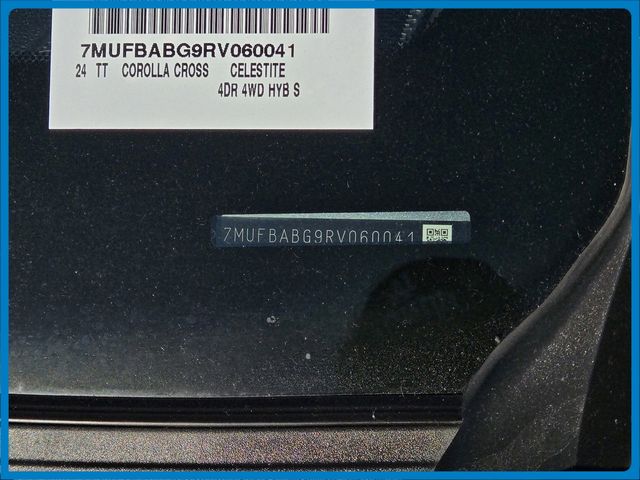 7MUFBABG9RV060041
24 TT COROLLA CROSS CELESTITE
4DR 4WD HYB S
7MUFBABG9RV060041